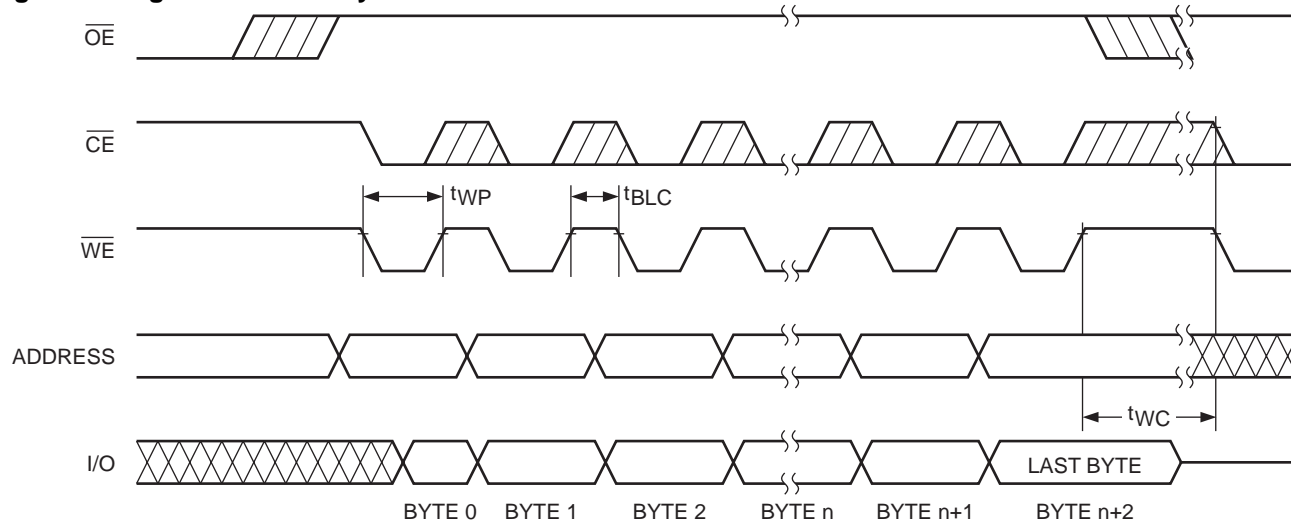 OE
CE
tWP
tBLC
WE
ADDRESS
tWC
I/O
LAST BYTE
BYTE 0 BYTE 1 BYTE 2 BYTE n BYTE n+1 BYTE n+2